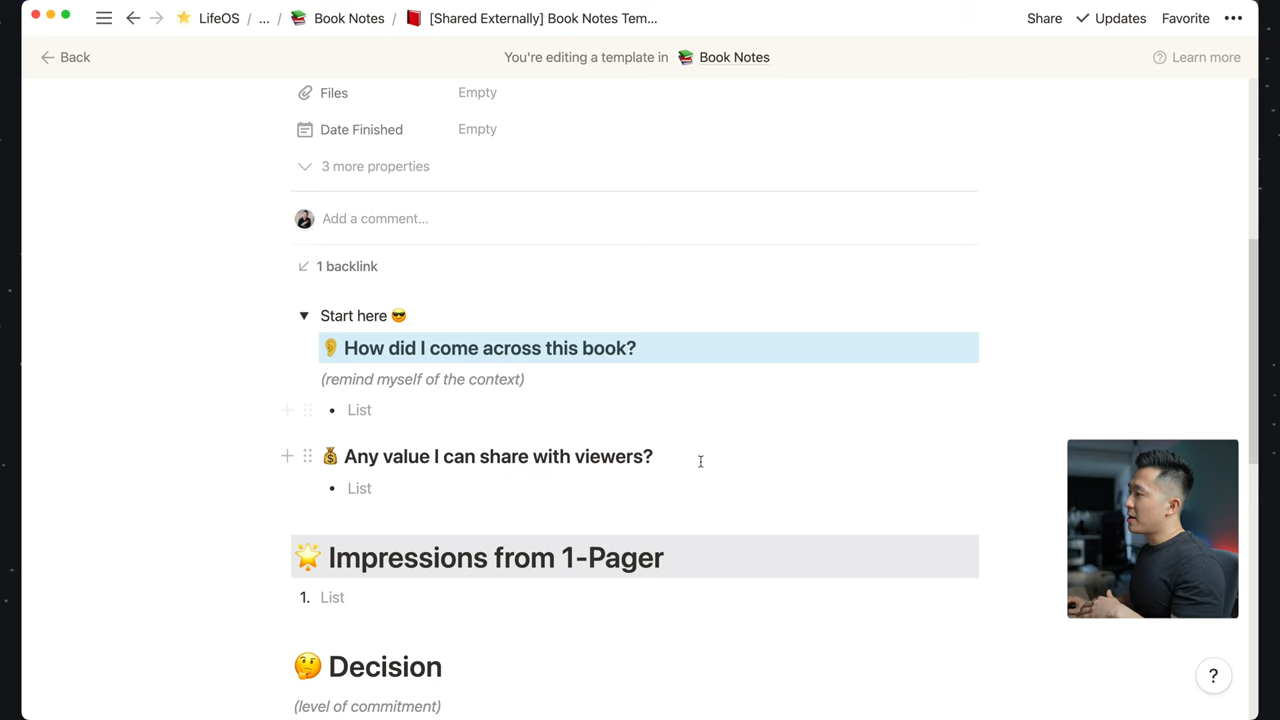 LifeOS / ... / Book Notes / [Shared Externally] Book Notes Tem... Share Updates Favorite •••
Back You're editing a template in Book Notes Learn more
Files Empty
Date Finished Empty
3 more properties
Add a comment...
1 backlink
Start here 😎
👂 How did I come across this book?
(remind myself of the context)
• List
💰 Any value I can share with viewers?
• List
🌟 Impressions from 1-Pager
1. List
🤔 Decision
(level of commitment)
?